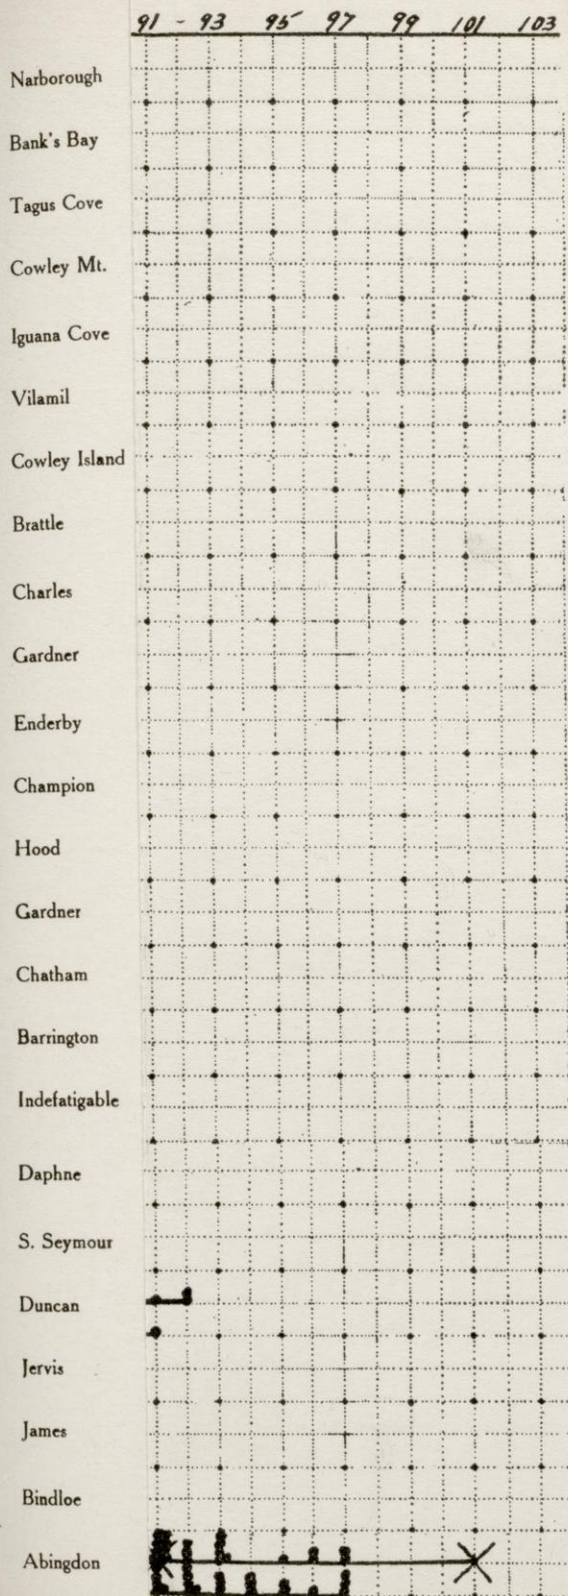 91 - 93 95 97 99 101 103
Narborough
Bank's Bay
Tagus Cove
Cowley Mt.
Iguana Cove
Vilamil
Cowley Island
Brattle
Charles
Gardner
Enderby
Champion
Hood
Gardner
Chatham
Barrington
Indefatigable
Daphne
S. Seymour
Duncan
Jervis
James
Bindloe
Abingdon